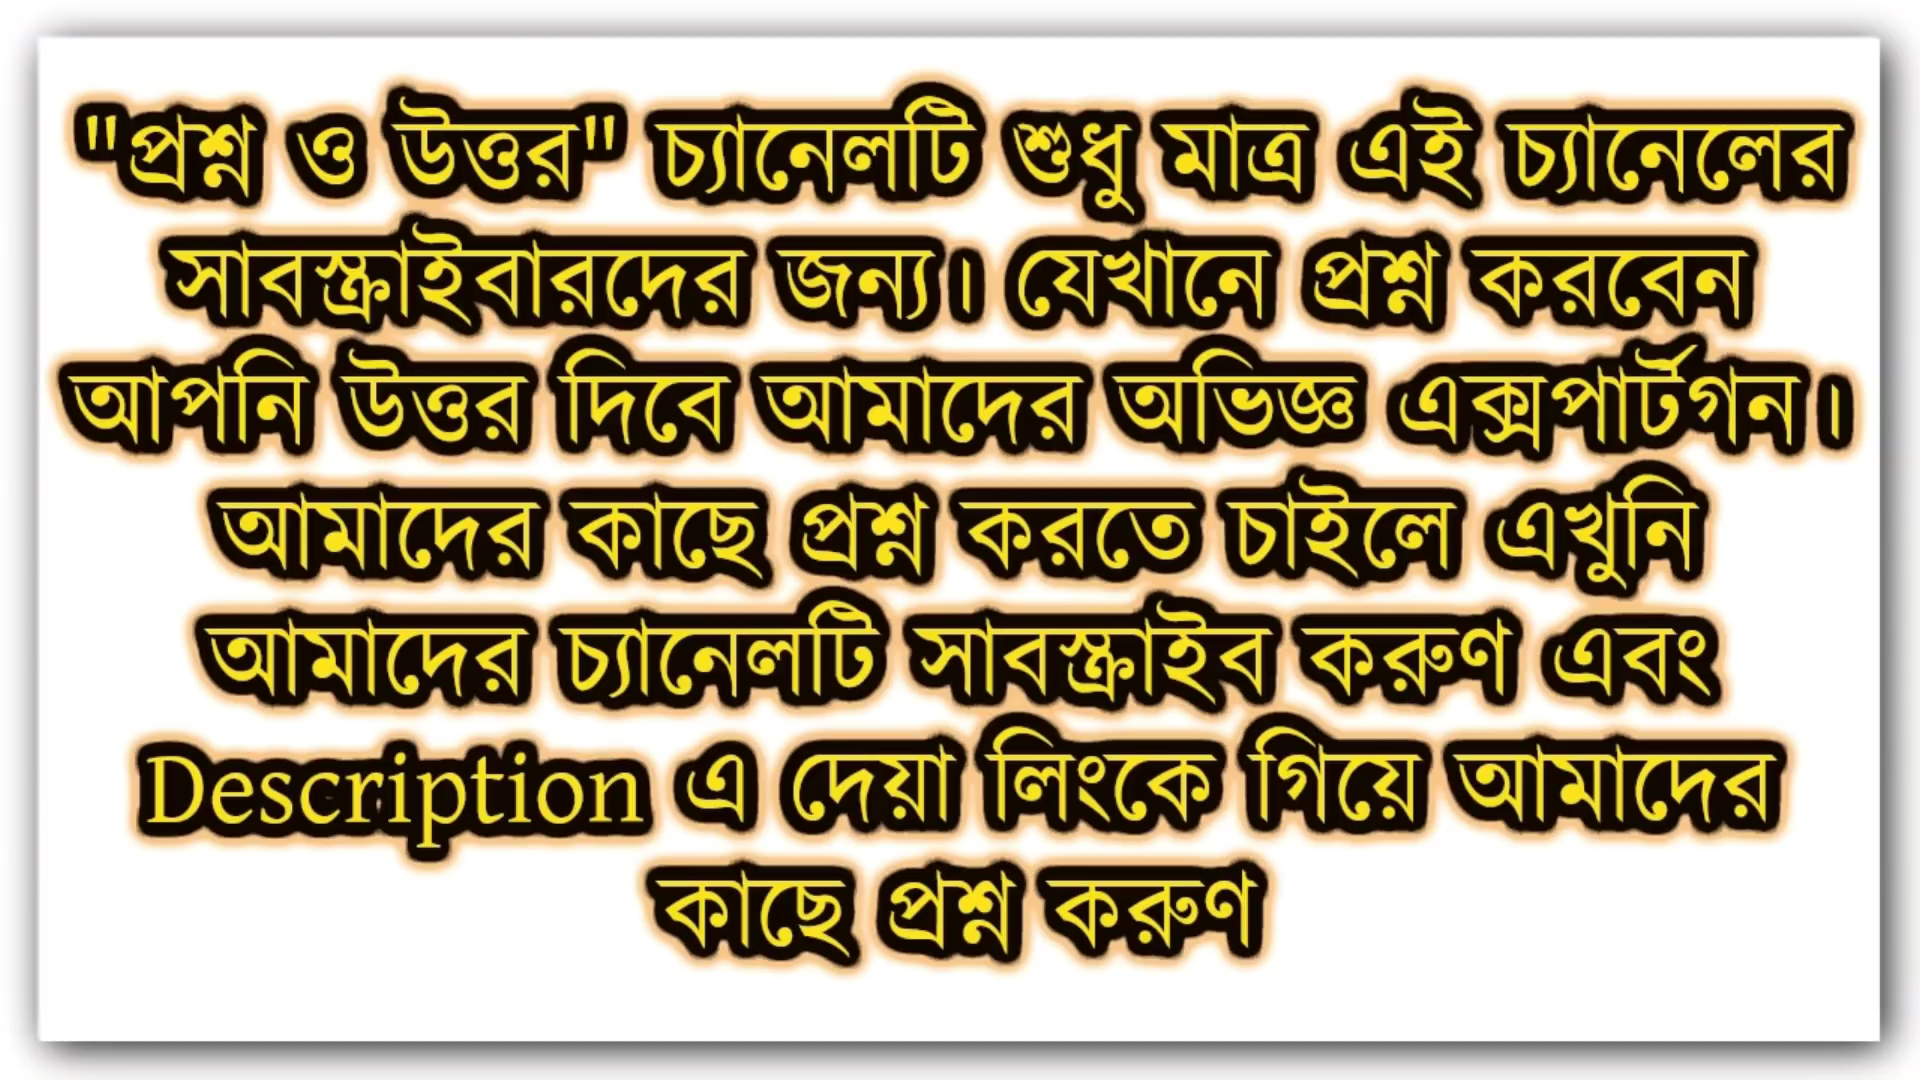 "প্রশ্ন ও উত্তর" চ্যানেলটি শুধু মাত্র এই চ্যানেলের
সাবস্ক্রাইবারদের জন্য। যেখানে প্রশ্ন করবেন
আপনি উত্তর দিবে আমাদের অভিজ্ঞ এক্সপার্টগন।
আমাদের কাছে প্রশ্ন করতে চাইলে এখুনি
আমাদের চ্যানেলটি সাবস্ক্রাইব করুণ এবং
Description এ দেয়া লিংকে গিয়ে আমাদের
কাছে প্রশ্ন করুণ